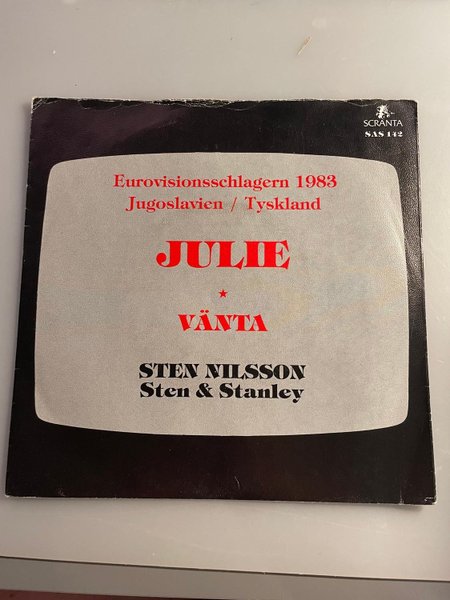 SCRANTA
SAS 142
Eurovisionsschlagern 1983
Jugoslavien / Tyskland
JULIE
VÄNTA
STEN NILSSON
Sten & Stanley